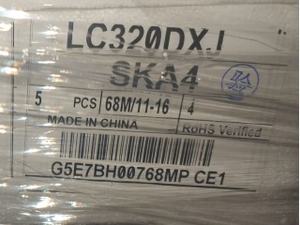 LC320DXJ
SKA4
5 PCS 68M/11-16 4
MADE IN CHINA RoHS Verified
G5E7BH00768MP CE1